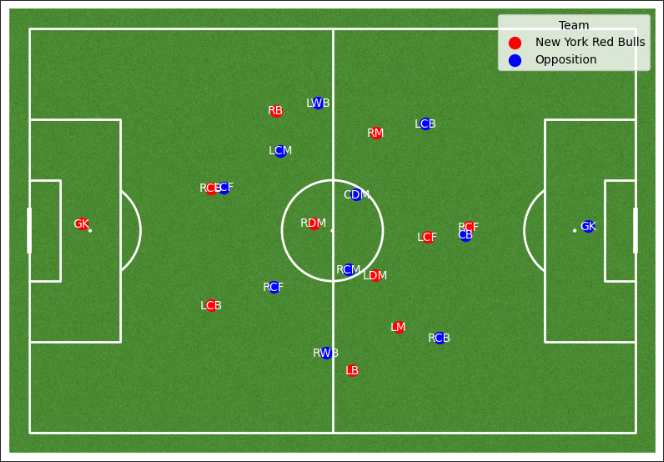 Team
New York Red Bulls
Opposition
LWB
RB
LCB
RM
LCM
RCB
LCF
CDM
GK
RDM
RCF
GK
CB
LCF
RCM
LDM
RCF
LCB
LM
RCB
RWB
LB